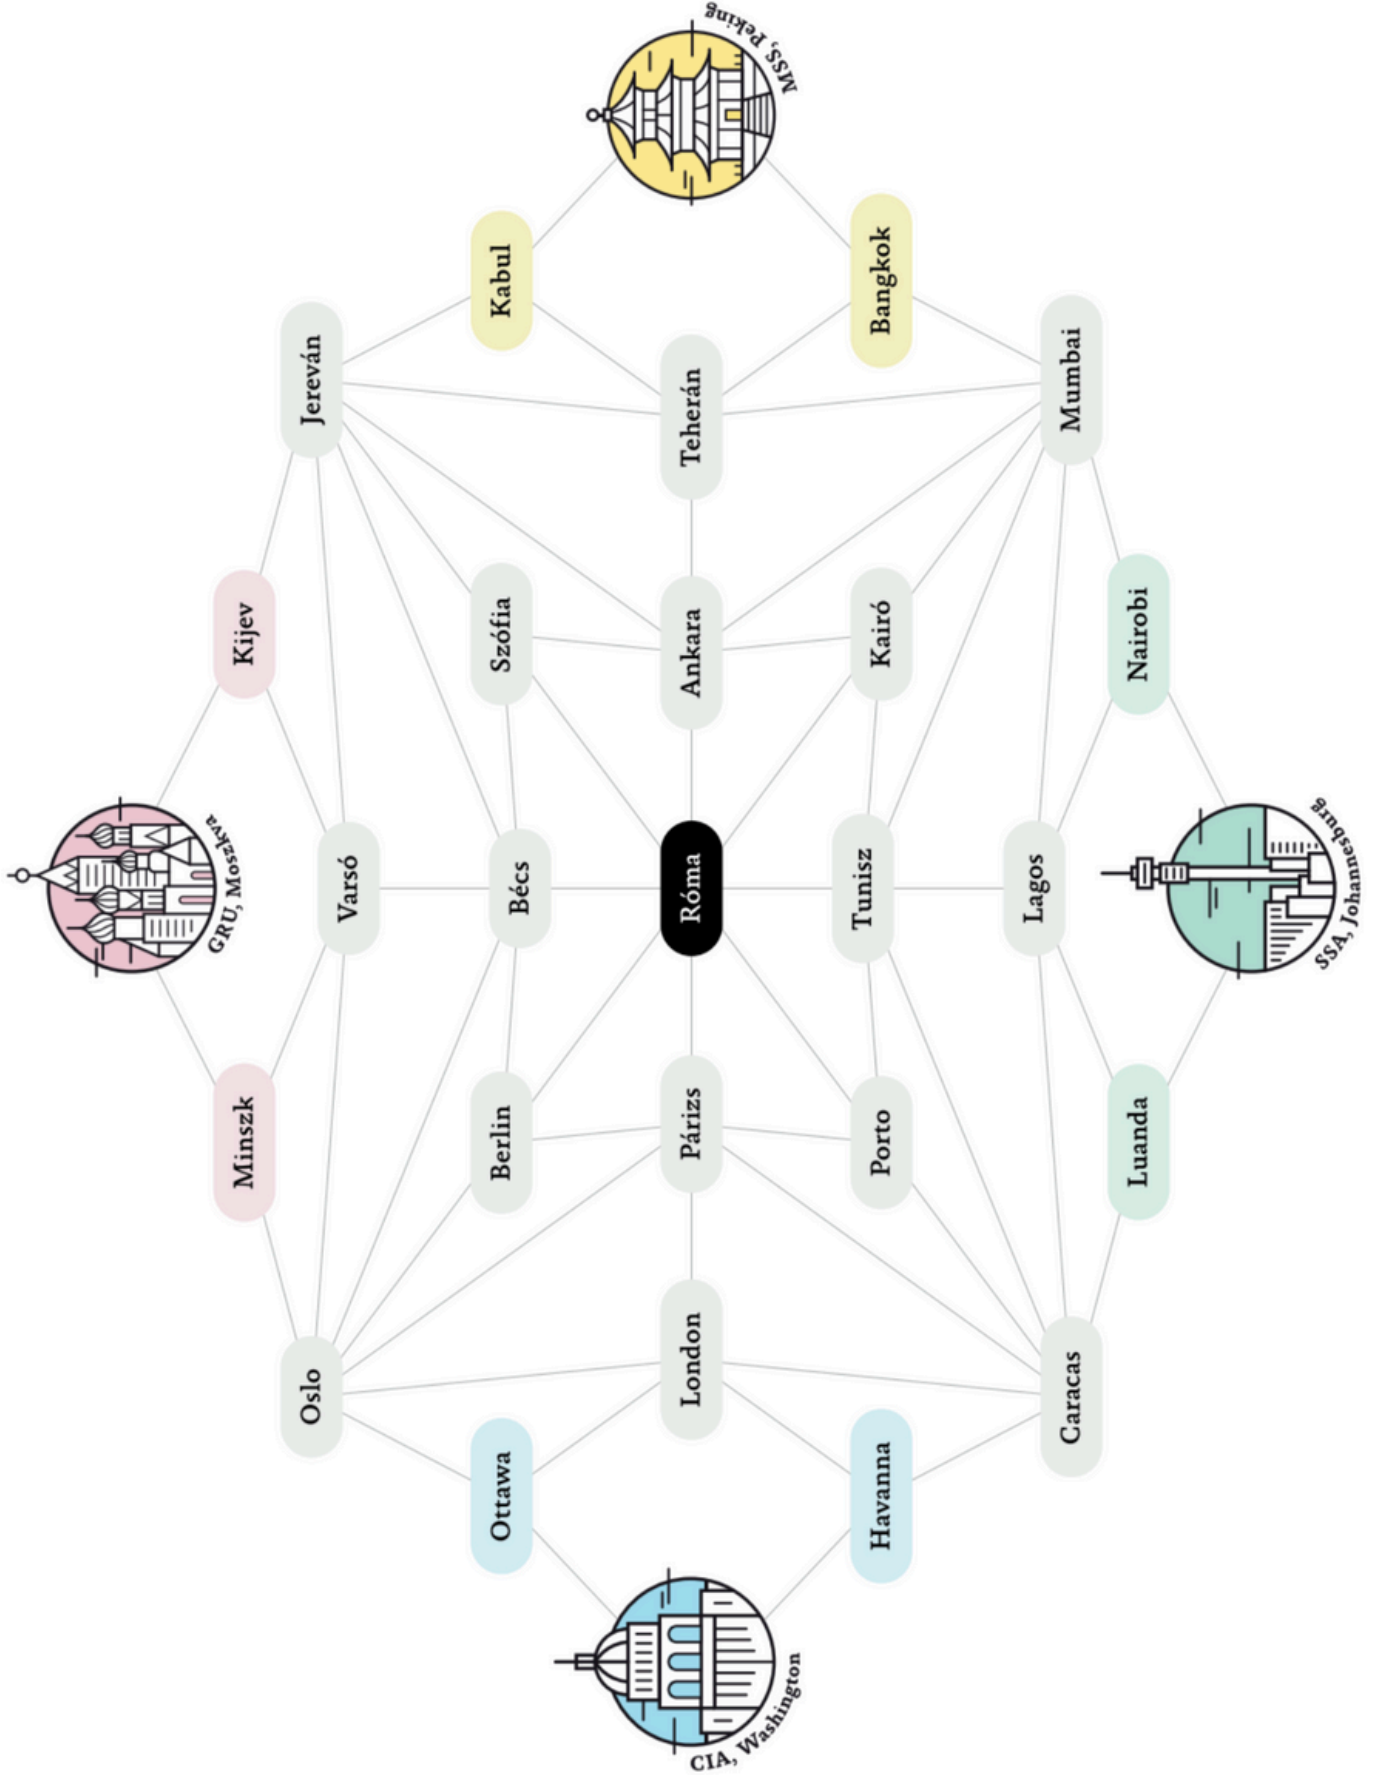 GRU, Moszkva
Minszk
Kijev
Oslo
Varsó
Jereván
Ottawa
Berlin
Bécs
Szófia
Kabul
CIA, Washington
London
Párizs
Róma
Ankara
Teherán
MSS, Peking
Havanna
Porto
Tunisz
Kairó
Bangkok
Caracas
Lagos
Mumbai
Luanda
Nairobi
SSA, Johannesburg